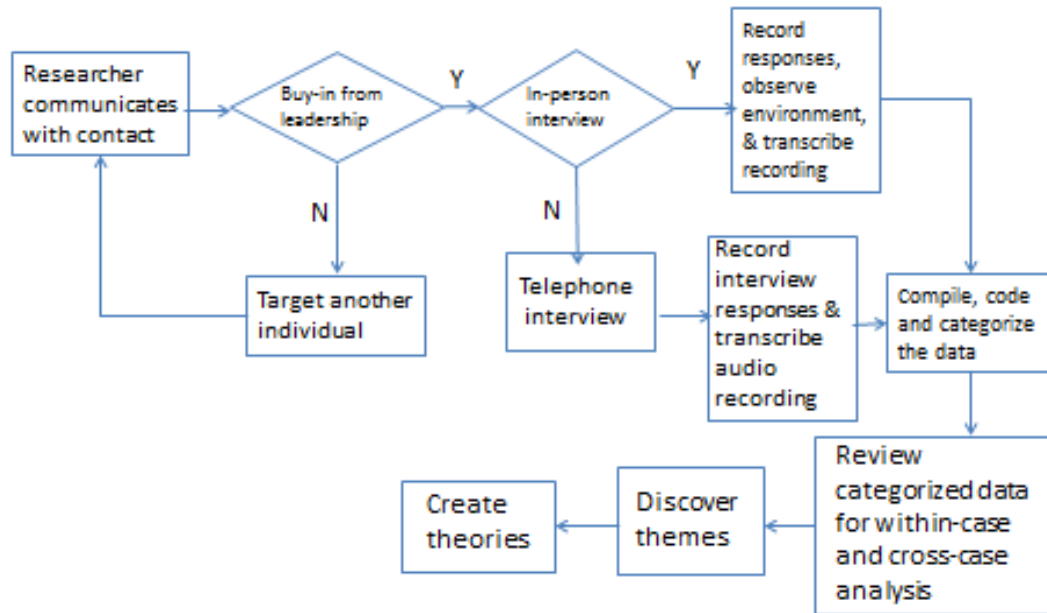 Researcher
communicates
with contact
Buy-in from
leadership
Y
In-person
interview
Y
Record
responses,
observe
environment,
& transcribe
recording
N
N
Target another
individual
Telephone
interview
Record
interview
responses &
transcribe
audio
recording
Compile, code
and categorize
the data
Review
categorized data
for within-case
and cross-case
analysis
Discover
themes
Create
theories